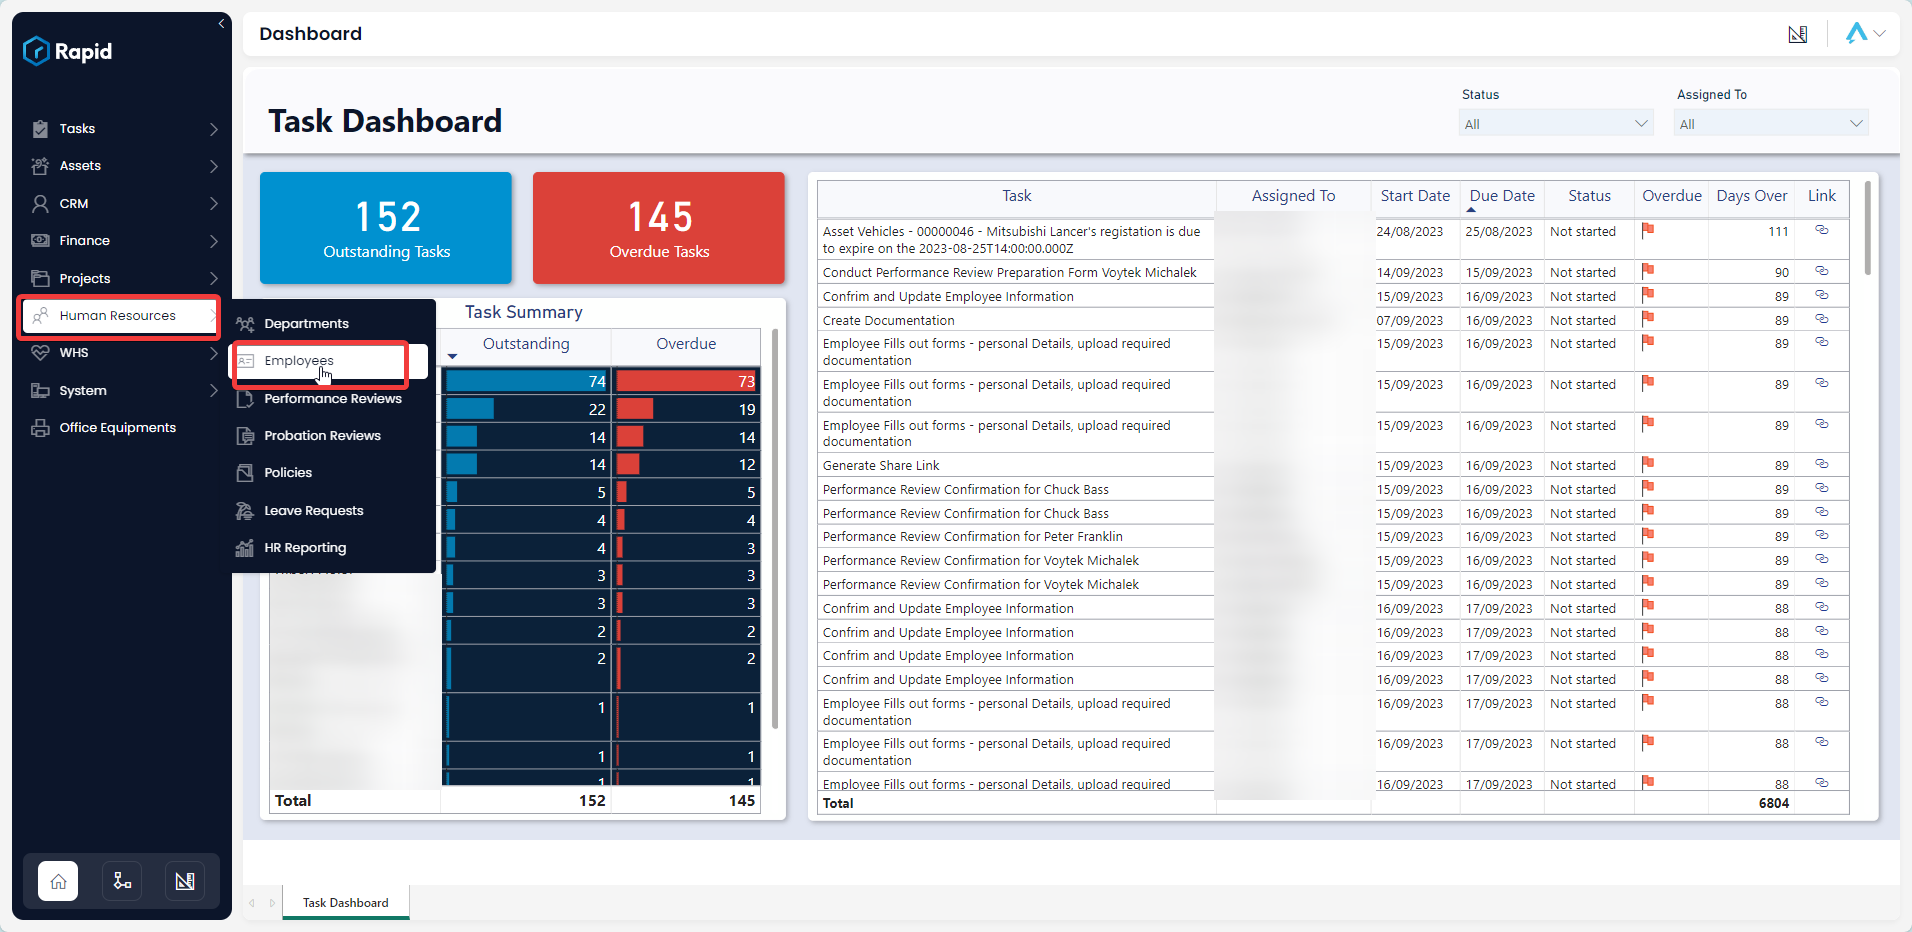 Rapid
Tasks
Assets
CRM
Finance
Projects
Human Resources
WHS
System
Office Equipments
Departments
Employees
Performance Reviews
Probation Reviews
Policies
Leave Requests
HR Reporting
Dashboard
Task Dashboard
Status
All
Assigned To
All
152
Outstanding Tasks
145
Overdue Tasks
Task Summary
Outstanding Overdue
74 73
22 19
14 14
14 12
5 5
4 4
4 3
3 3
3 3
2 2
2 2
1 1
1 1
1 1
Total 152 145
Task Assigned To Start Date Due Date Status Overdue Days Over Link
Asset Vehicles - 00000046 - Mitsubishi Lancer's registation is due
to expire on the 2023-08-25T14:00:00.000Z
24/08/2023 25/08/2023 Not started 111
Conduct Performance Review Preparation Form Voytek Michalek 14/09/2023 15/09/2023 Not started 90
Confrim and Update Employee Information 15/09/2023 16/09/2023 Not started 89
Create Documentation 07/09/2023 16/09/2023 Not started 89
Employee Fills out forms - personal Details, upload required
documentation
15/09/2023 16/09/2023 Not started 89
Employee Fills out forms - personal Details, upload required
documentation
15/09/2023 16/09/2023 Not started 89
Employee Fills out forms - personal Details, upload required
documentation
15/09/2023 16/09/2023 Not started 89
Generate Share Link 15/09/2023 16/09/2023 Not started 89
Performance Review Confirmation for Chuck Bass 15/09/2023 16/09/2023 Not started 89
Performance Review Confirmation for Chuck Bass 15/09/2023 16/09/2023 Not started 89
Performance Review Confirmation for Peter Franklin 15/09/2023 16/09/2023 Not started 89
Performance Review Confirmation for Voytek Michalek 15/09/2023 16/09/2023 Not started 89
Performance Review Confirmation for Voytek Michalek 15/09/2023 16/09/2023 Not started 89
Confrim and Update Employee Information 16/09/2023 17/09/2023 Not started 88
Confrim and Update Employee Information 16/09/2023 17/09/2023 Not started 88
Confrim and Update Employee Information 16/09/2023 17/09/2023 Not started 88
Confrim and Update Employee Information 16/09/2023 17/09/2023 Not started 88
Employee Fills out forms - personal Details, upload required
documentation
16/09/2023 17/09/2023 Not started 88
Employee Fills out forms - personal Details, upload required
documentation
16/09/2023 17/09/2023 Not started 88
Employee Fills out forms - personal Details, upload required 16/09/2023 17/09/2023 Not started 88
Total 6804
Task Dashboard